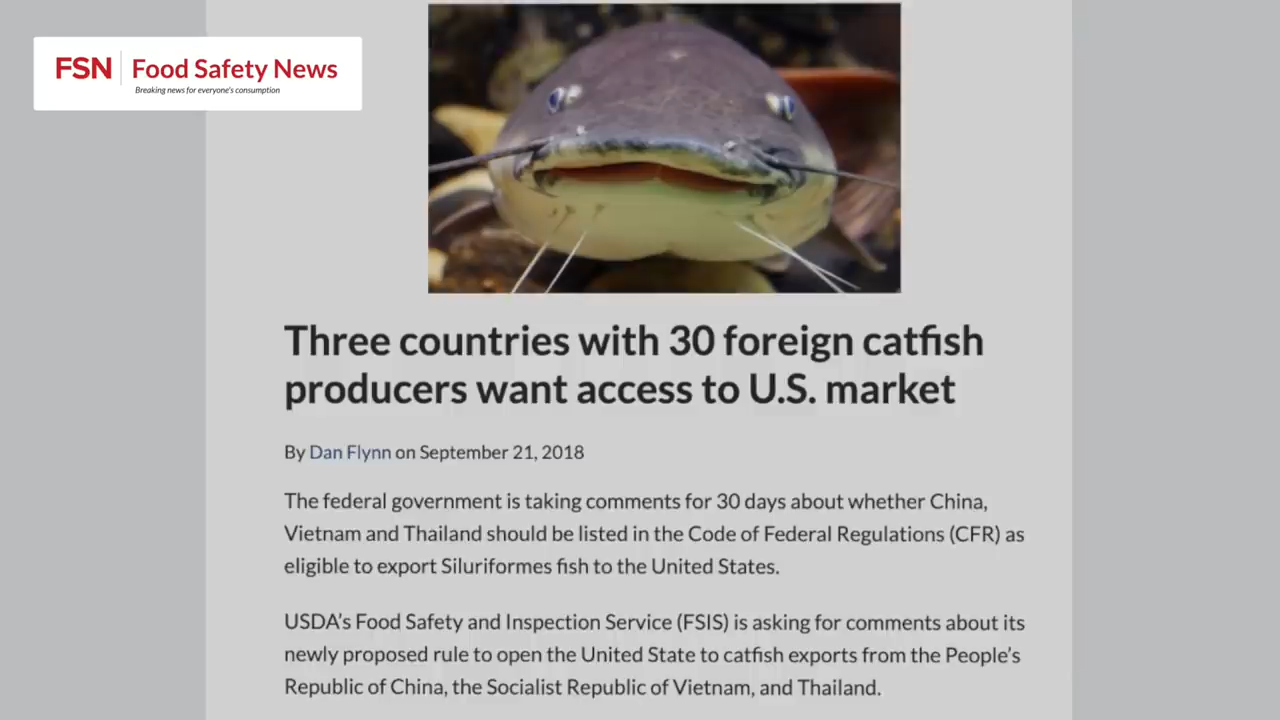 FSN | Food Safety News
Breaking news for everyone's consumption
Three countries with 30 foreign catfish
producers want access to U.S. market
By Dan Flynn on September 21, 2018
The federal government is taking comments for 30 days about whether China,
Vietnam and Thailand should be listed in the Code of Federal Regulations (CFR) as
eligible to export Siluriformes fish to the United States.
USDA’s Food Safety and Inspection Service (FSIS) is asking for comments about its
newly proposed rule to open the United State to catfish exports from the People’s
Republic of China, the Socialist Republic of Vietnam, and Thailand.